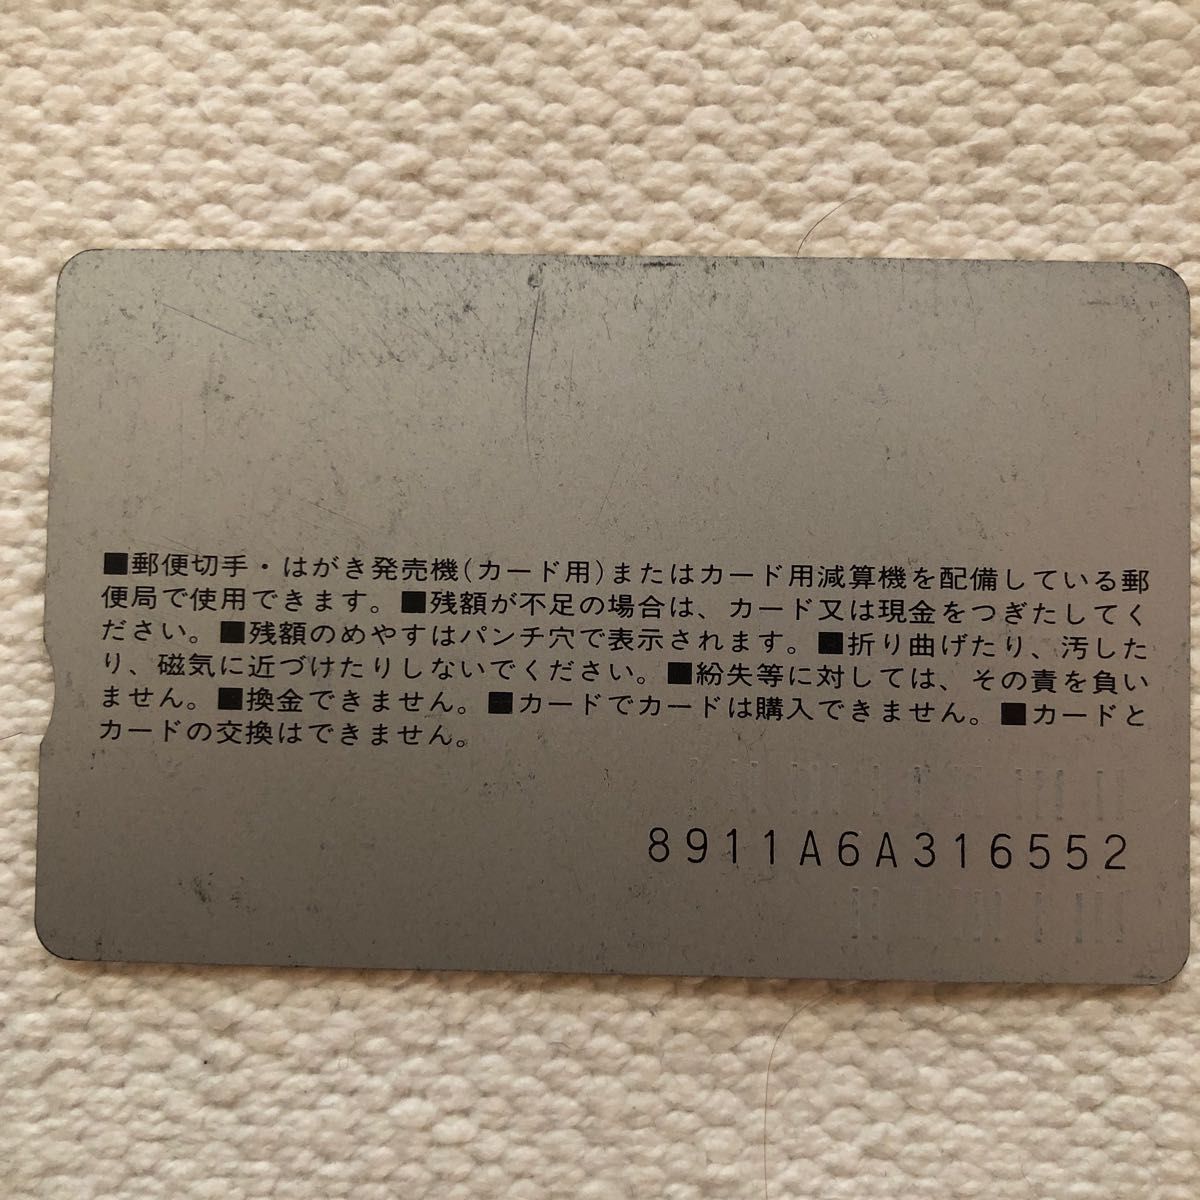 ■郵便切手・はがき発売機(カード用)またはカード用減算機を配備している郵
便局で使用できます。■残額が不足の場合は、カード又は現金をつぎたしてく
ださい。■残額のめやすはパンチ穴で表示されます。■折り曲げたり、汚した
り、磁気に近づけたりしないでください。■紛失等に対しては、その責を負い
ません。■換金できません。■カードでカードは購入できません。■カードと
カードの交換はできません。
8911A6A316552